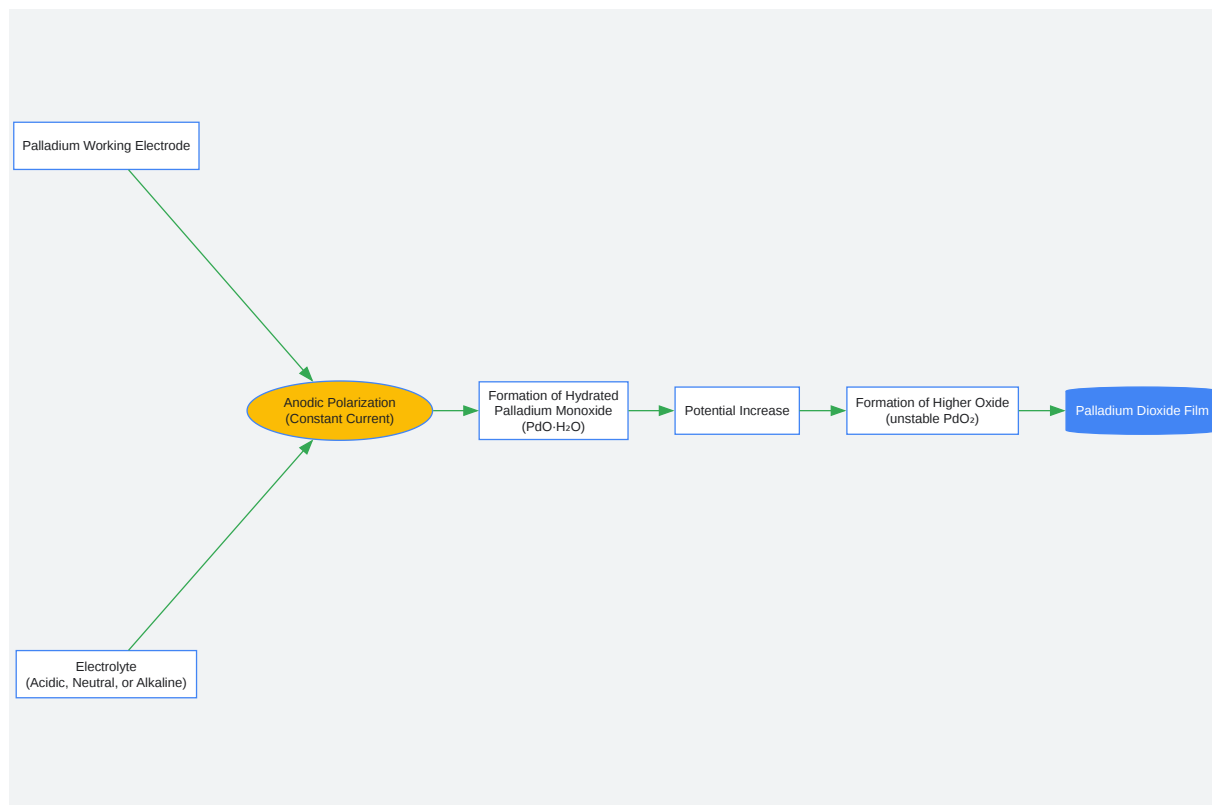 Palladium Working Electrode
Anodic Polarization
(Constant Current)
Formation of Hydrated
Palladium Monoxide
(PdO·H₂O)
Potential Increase
Formation of Higher Oxide
(unstable PdO₂)
Palladium Dioxide Film
Electrolyte
(Acidic, Neutral, or Alkaline)